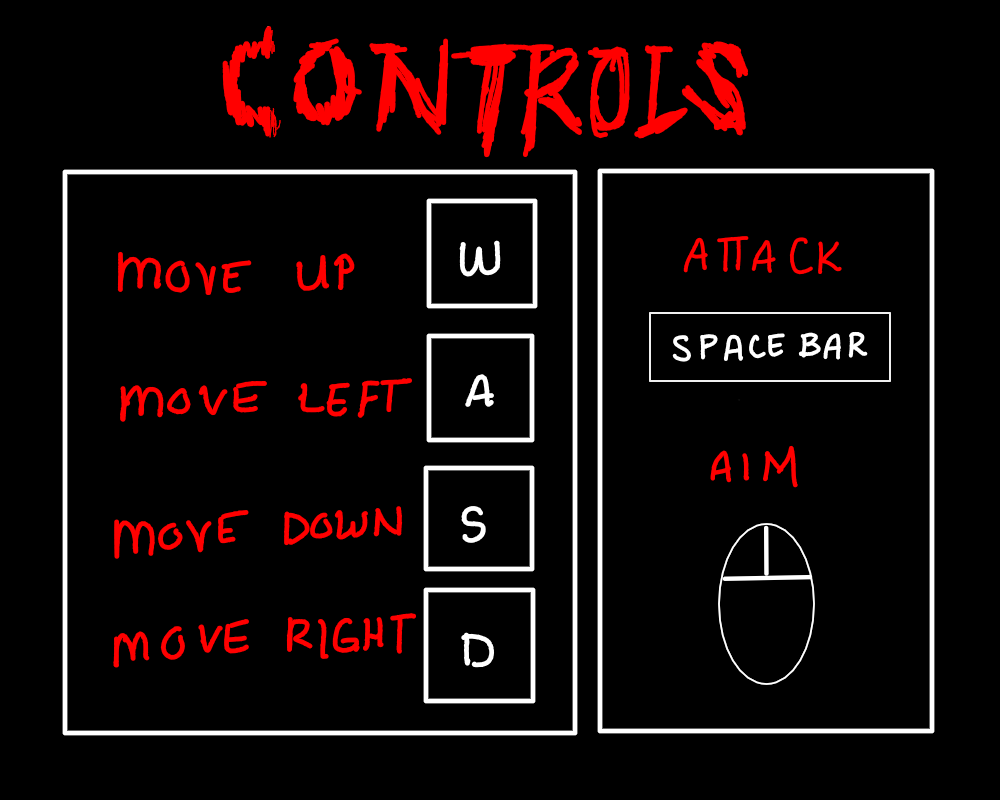 CONTROLS
MOVE UP W
MOVE LEFT A
MOVE DOWN S
MOVE RIGHT D
ATTACK
SPACE BAR
AIM